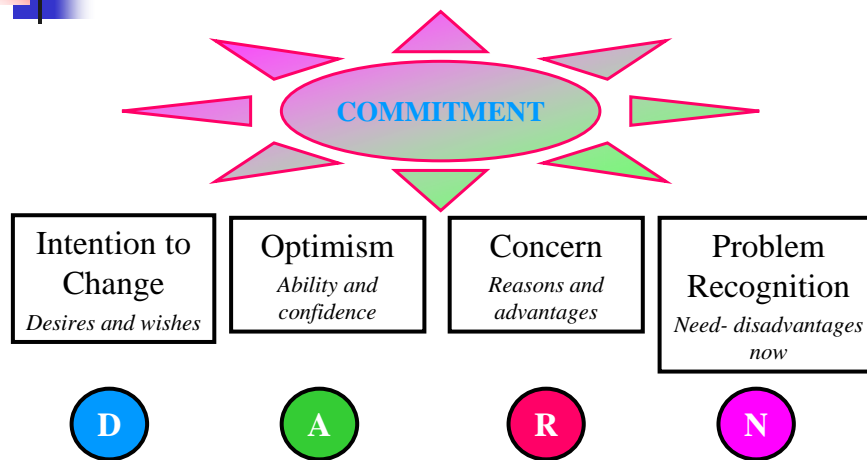 COMMITMENT
Intention to
Change
Desires and wishes
Optimism
Ability and
confidence
Concern
Reasons and
advantages
Problem
Recognition
Need- disadvantages
now
D
A
R
N